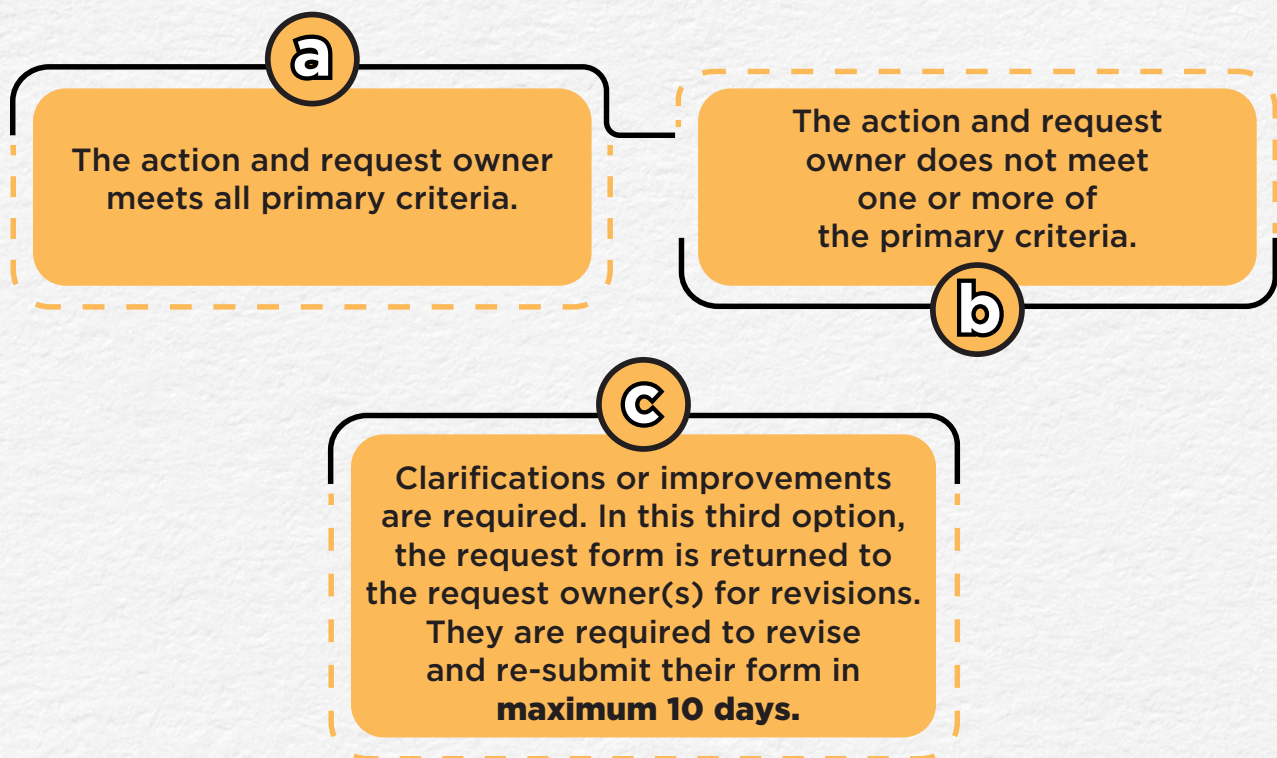 a
The action and request owner
meets all primary criteria.
The action and request
owner does not meet
one or more of
the primary criteria.
b
c
Clarifications or improvements
are required. In this third option,
the request form is returned to
the request owner(s) for revisions.
They are required to revise
and re-submit their form in
maximum 10 days.